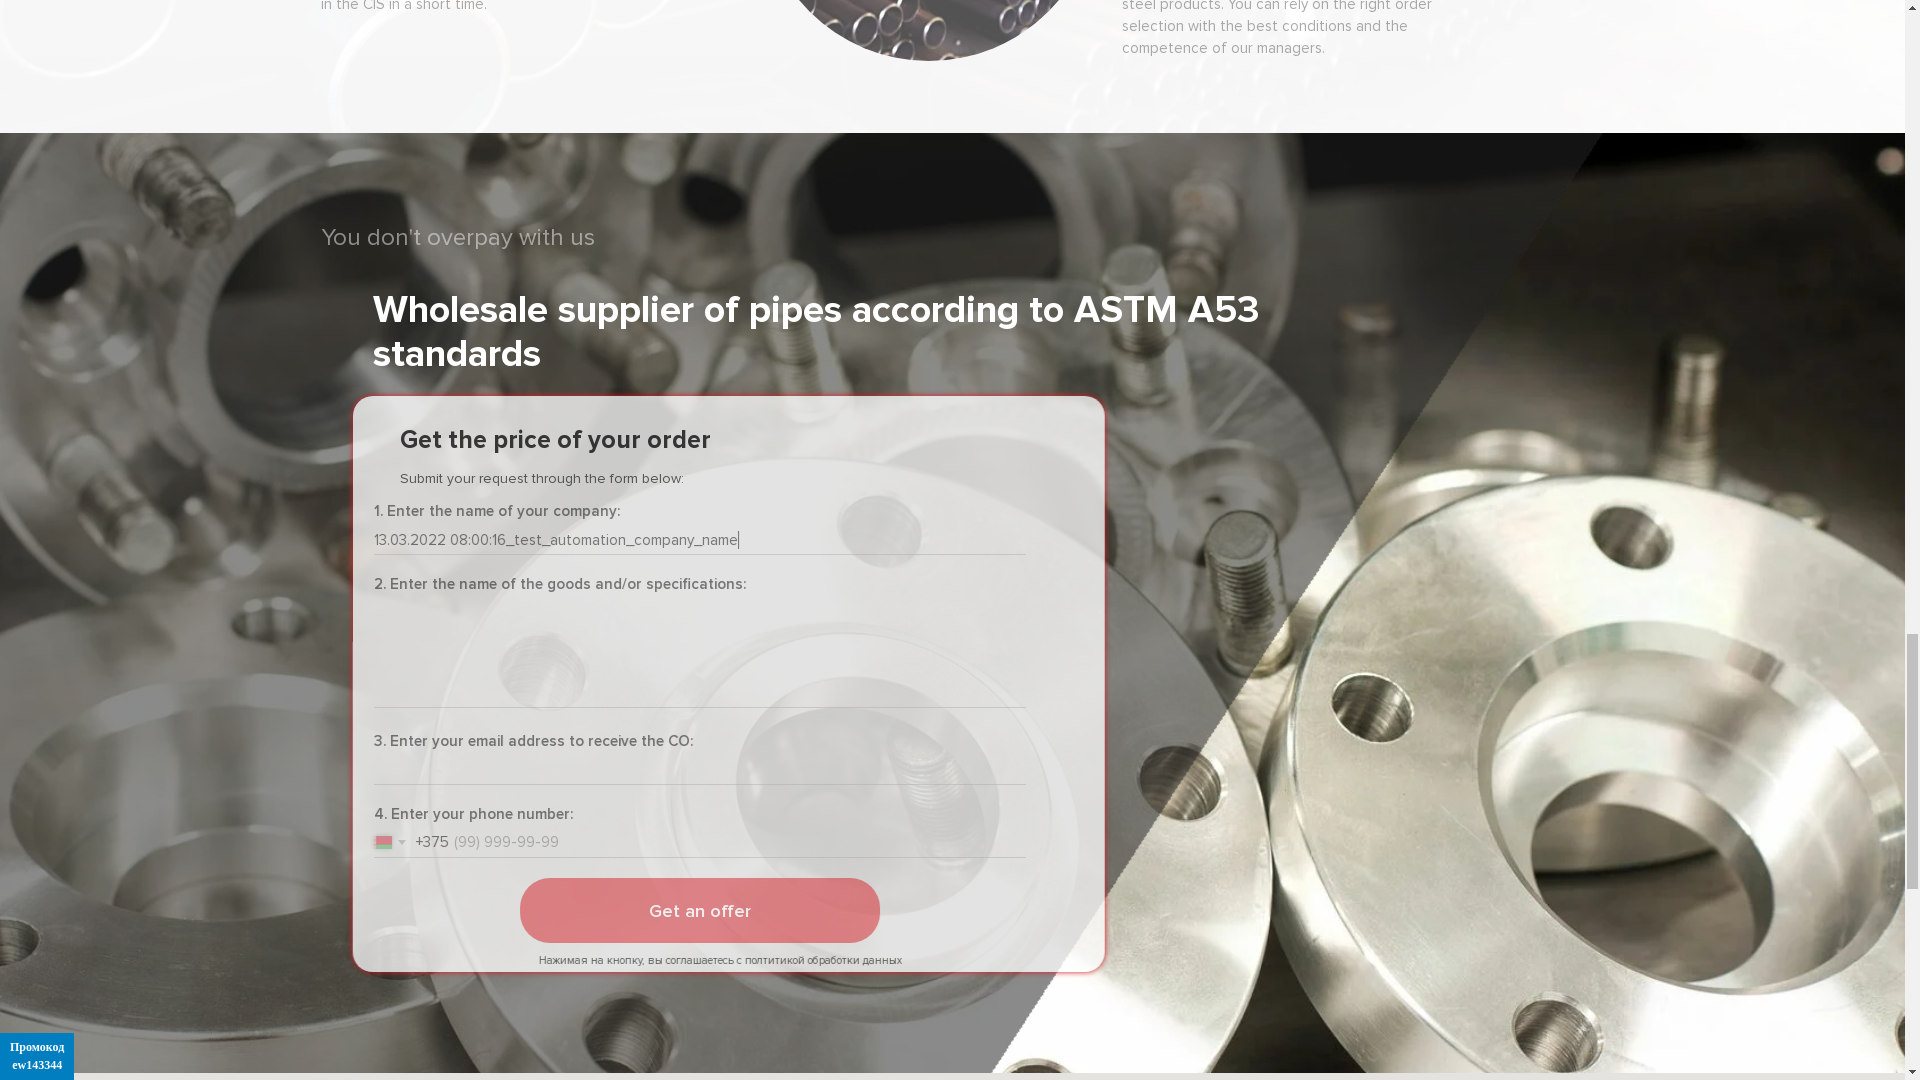 in the CIS in a short time.
steel products. You can rely on the right order
selection with the best conditions and the
competence of our managers.
You don't overpay with us
Wholesale supplier of pipes according to ASTM A53
standards
Get the price of your order
Submit your request through the form below:
1. Enter the name of your company:
13.03.2022 08:00:16_test_automation_company_name
2. Enter the name of the goods and/or specifications:
3. Enter your email address to receive the CO:
4. Enter your phone number:
+375 (99) 999-99-99
Get an offer
Нажимая на кнопку, вы соглашаетесь с полтитикой обработки данных
Промокод
ew143344